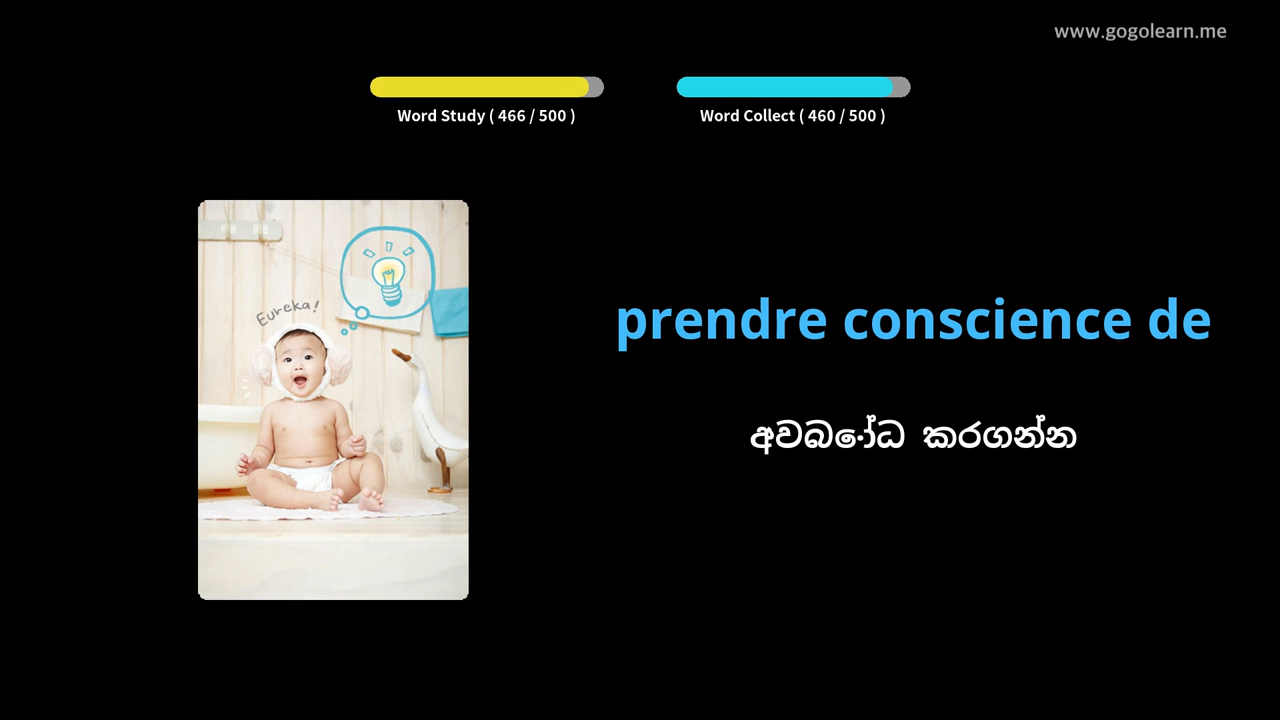 www.gogolearn.me
Word Study ( 466 / 500 )
Word Collect ( 460 / 500 )
Eureka!
prendre conscience de
අවබෝධ කරගන්න